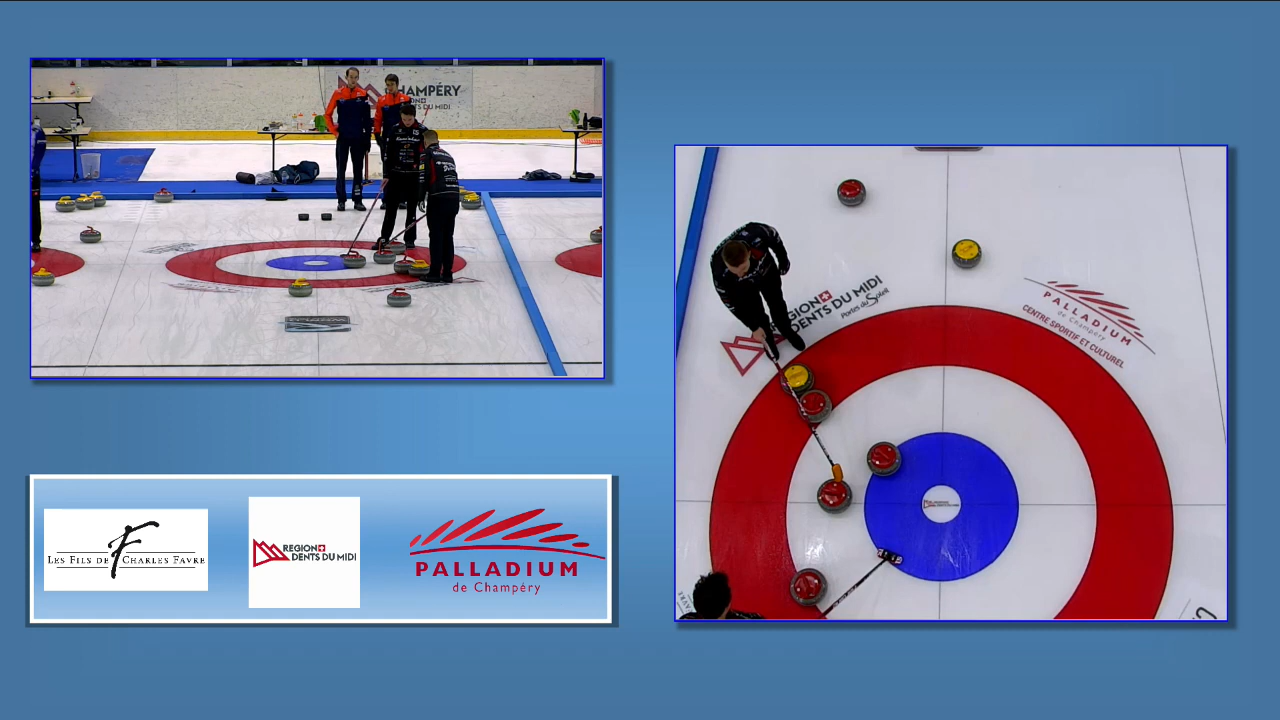 CHAMPÉRY
REGION
DENTS DU MIDI
REGION
DENTS DU MIDI
Portes du Soleil
PALLADIUM
de Champéry
CENTRE SPORTIF ET CULTUREL
F
LES FILS DE CHARLES FAVRE
REGION
DENTS DU MIDI
PALLADIUM
de Champéry